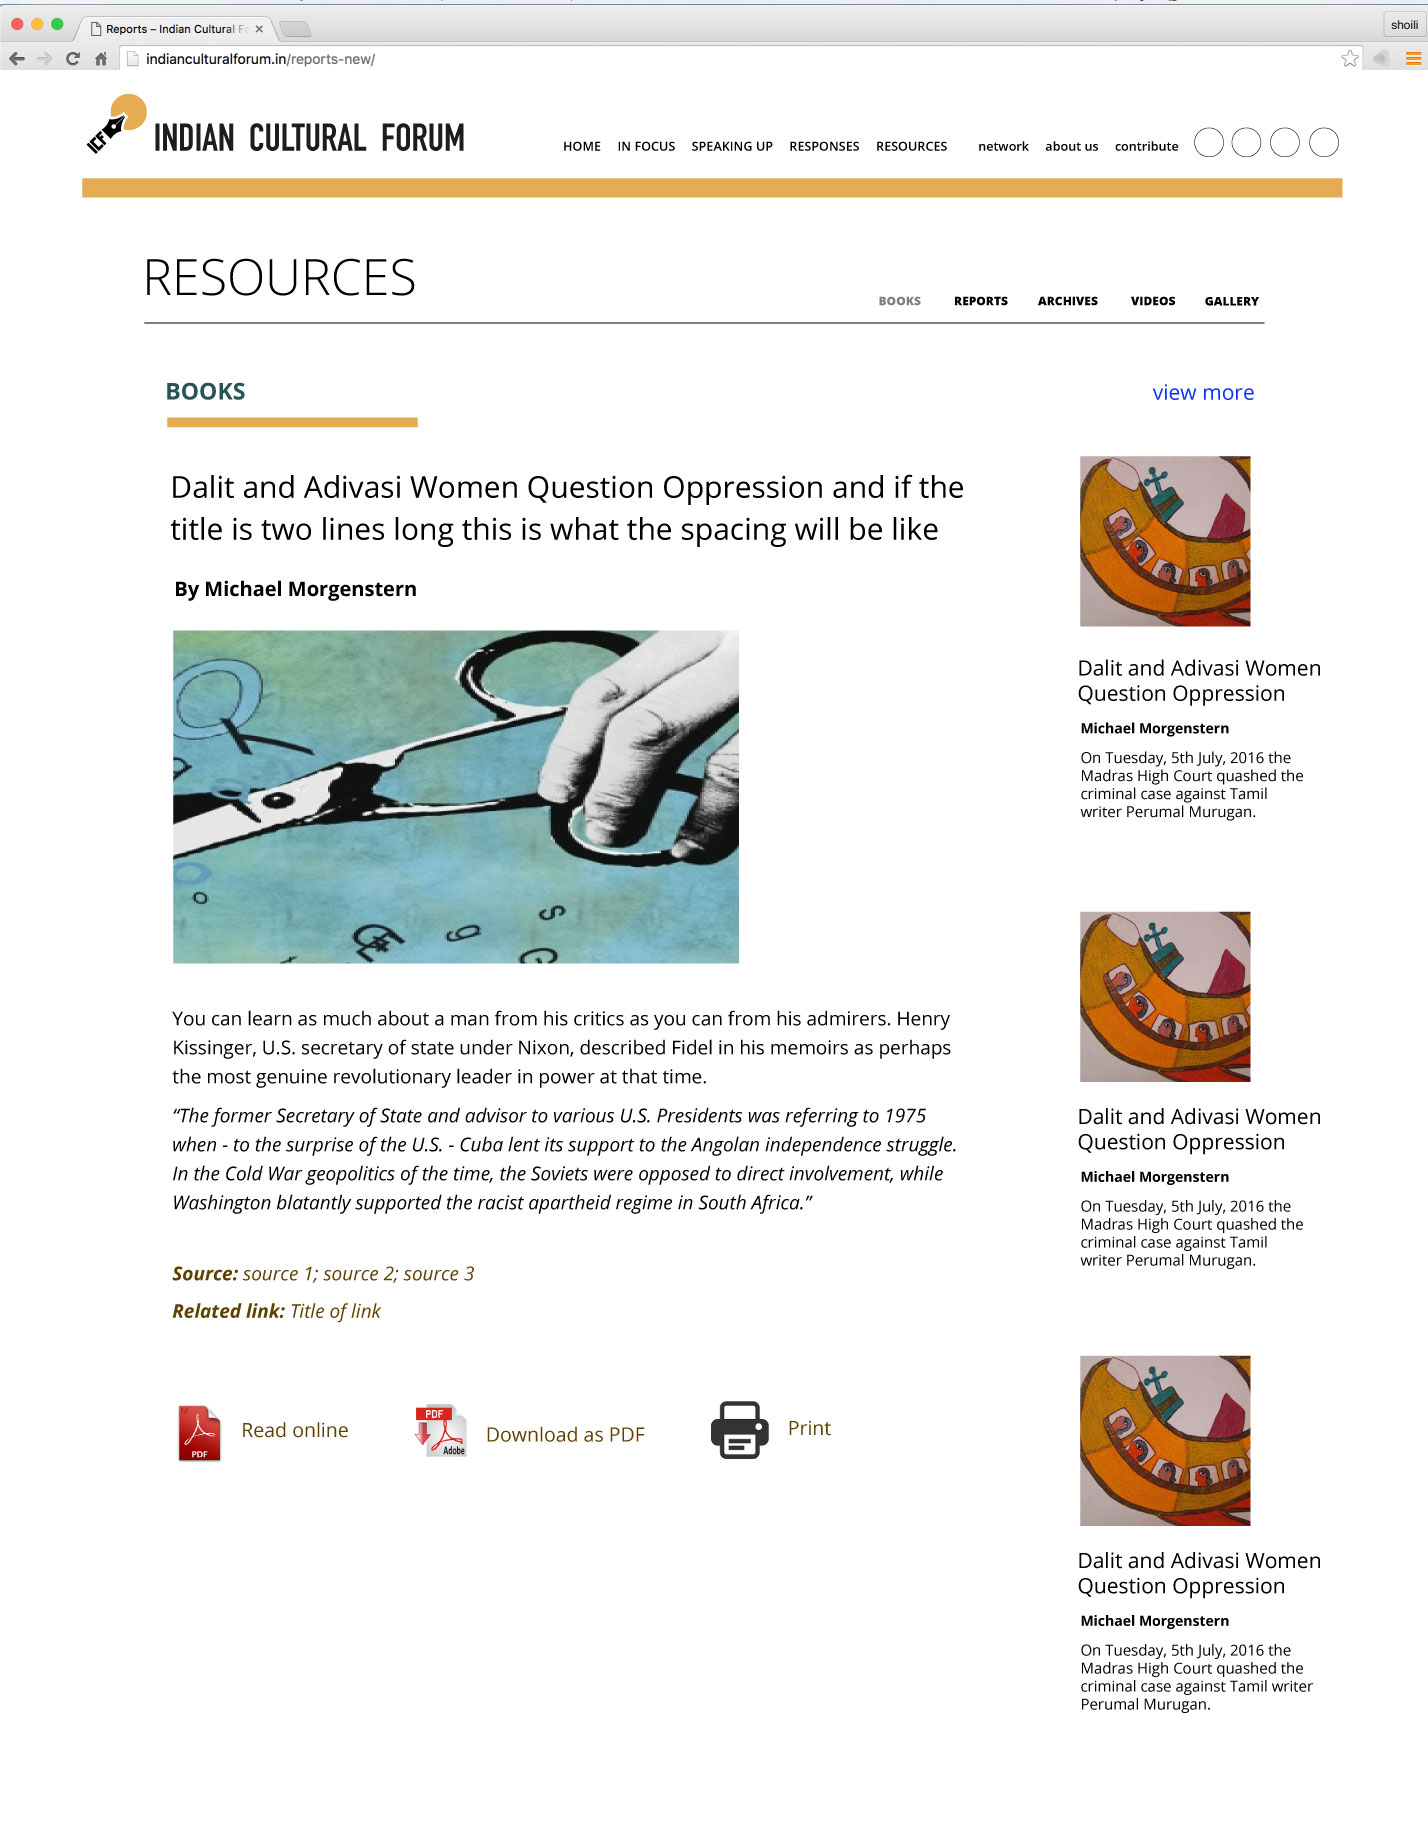 Reports – Indian Cultural Fo
shoili
indianculturalforum.in/reports-new/
ICF
INDIAN CULTURAL FORUM
HOME IN FOCUS SPEAKING UP RESPONSES RESOURCES network about us contribute
RESOURCES
BOOKS REPORTS ARCHIVES VIDEOS GALLERY
BOOKS
view more
Dalit and Adivasi Women Question Oppression and if the
title is two lines long this is what the spacing will be like
By Michael Morgenstern
You can learn as much about a man from his critics as you can from his admirers. Henry
Kissinger, U.S. secretary of state under Nixon, described Fidel in his memoirs as perhaps
the most genuine revolutionary leader in power at that time.
“The former Secretary of State and advisor to various U.S. Presidents was referring to 1975
when - to the surprise of the U.S. - Cuba lent its support to the Angolan independence struggle.
In the Cold War geopolitics of the time, the Soviets were opposed to direct involvement, while
Washington blatantly supported the racist apartheid regime in South Africa.”
Source: source 1; source 2; source 3
Related link: Title of link
PDF
Read online
PDF
Adobe
Download as PDF
Print
Dalit and Adivasi Women
Question Oppression
Michael Morgenstern
On Tuesday, 5th July, 2016 the
Madras High Court quashed the
criminal case against Tamil
writer Perumal Murugan.
Dalit and Adivasi Women
Question Oppression
Michael Morgenstern
On Tuesday, 5th July, 2016 the
Madras High Court quashed the
criminal case against Tamil
writer Perumal Murugan.
Dalit and Adivasi Women
Question Oppression
Michael Morgenstern
On Tuesday, 5th July, 2016 the
Madras High Court quashed the
criminal case against Tamil writer
Perumal Murugan.